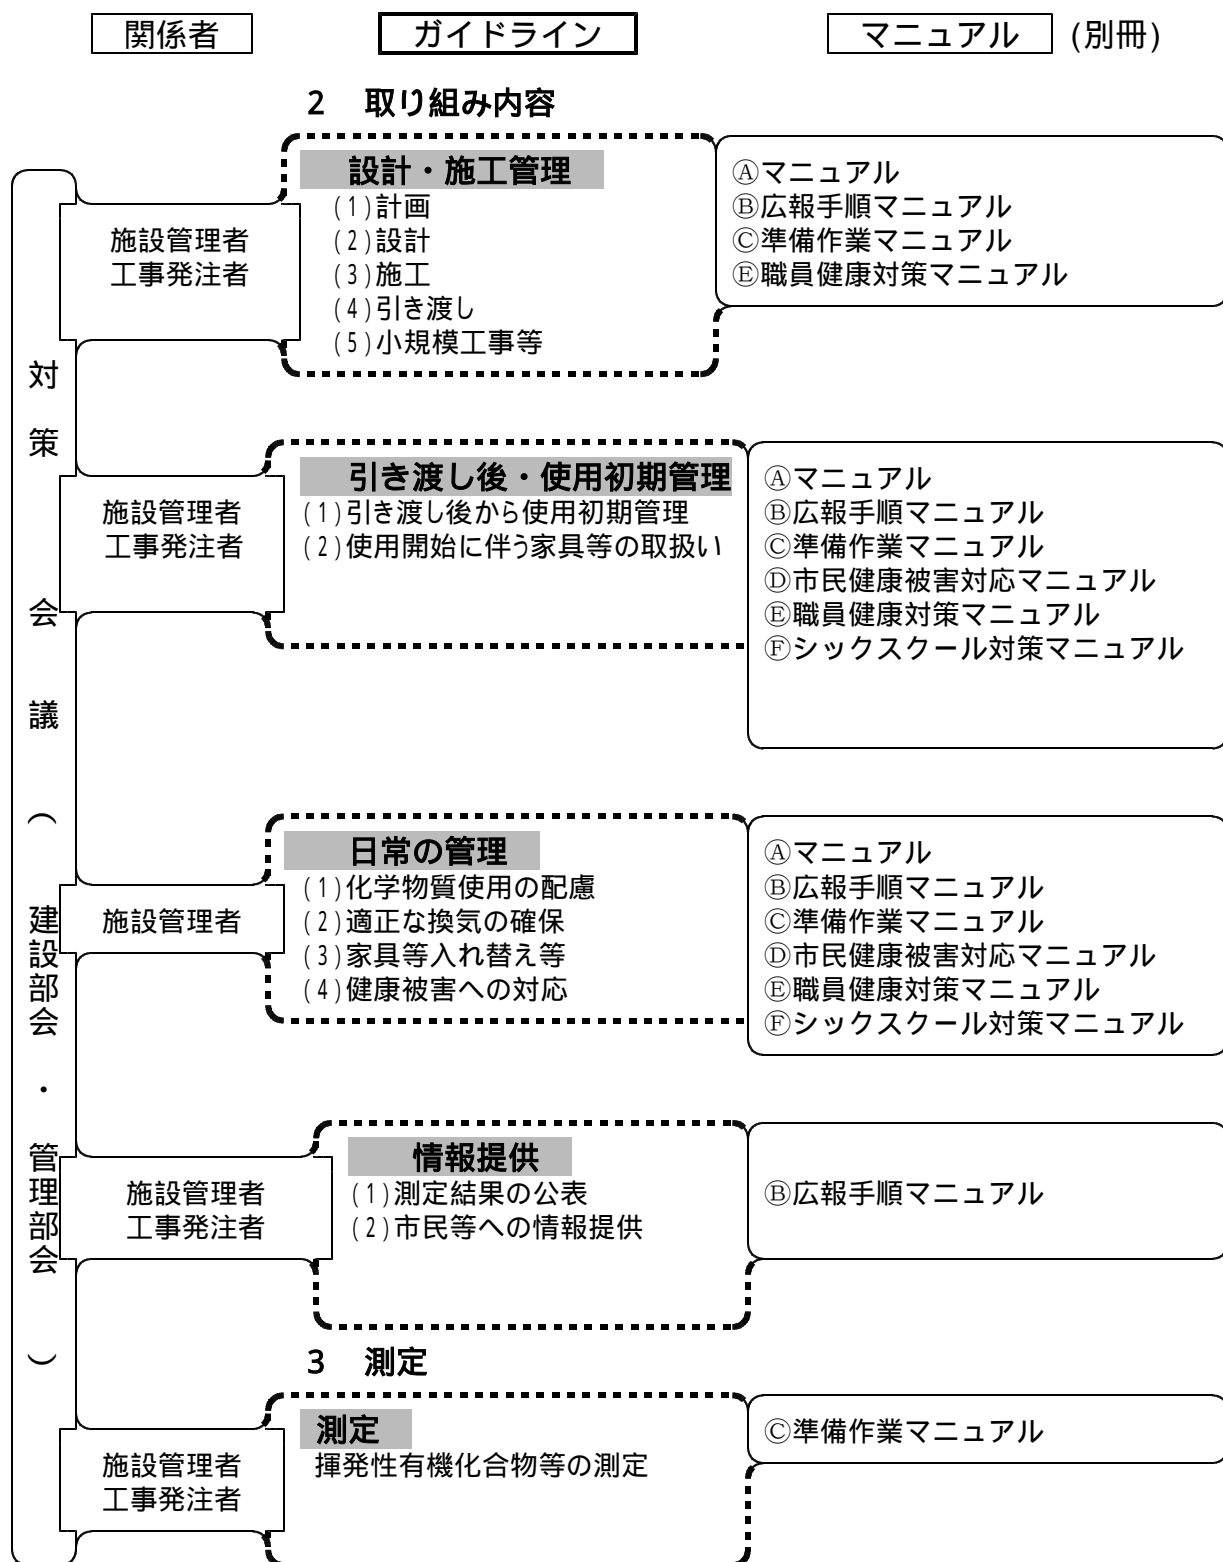 関係者 ガイドライン マニュアル (別冊)
2 取り組み内容
対策会議(建設部会・管理部会)
施設管理者
工事発注者
設計・施工管理
(1)計画
(2)設計
(3)施工
(4)引き渡し
(5)小規模工事等
Ⓐマニュアル
Ⓑ広報手順マニュアル
Ⓒ準備作業マニュアル
Ⓔ職員健康対策マニュアル
施設管理者
工事発注者
引き渡し後・使用初期管理
(1)引き渡し後から使用初期管理
(2)使用開始に伴う家具等の取扱い
Ⓐマニュアル
Ⓑ広報手順マニュアル
Ⓒ準備作業マニュアル
Ⓓ市民健康被害対応マニュアル
Ⓔ職員健康対策マニュアル
Ⓕシックスクール対策マニュアル
施設管理者
日常の管理
(1)化学物質使用の配慮
(2)適正な換気の確保
(3)家具等入れ替え等
(4)健康被害への対応
Ⓐマニュアル
Ⓑ広報手順マニュアル
Ⓒ準備作業マニュアル
Ⓓ市民健康被害対応マニュアル
Ⓔ職員健康対策マニュアル
Ⓕシックスクール対策マニュアル
施設管理者
工事発注者
情報提供
(1)測定結果の公表
(2)市民等への情報提供
Ⓑ広報手順マニュアル
3 測定
施設管理者
工事発注者
測定
揮発性有機化合物等の測定
Ⓒ準備作業マニュアル